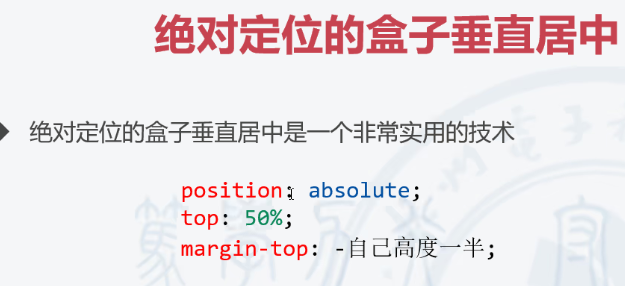 绝对定位的盒子垂直居中
绝对定位的盒子垂直居中是一个非常实用的技术
position: absolute;
top: 50%;
margin-top: -自己高度一半;